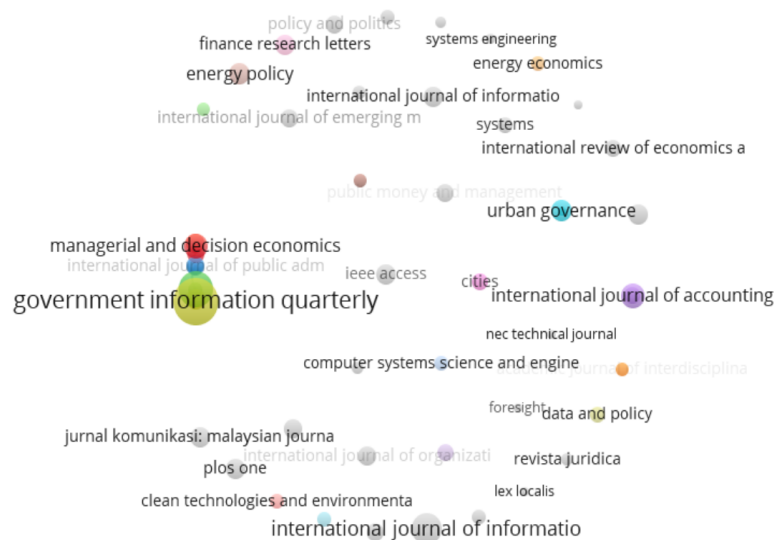 policy and politics
systems engineering
finance research letters
energy economics
energy policy
international journal of informatio
international journal of emerging m
systems
international review of economics a
public money and management
urban governance
managerial and decision economics
international journal of public adm
ieee access
cities
international journal of accounting
government information quarterly
nec technical journal
computer systems science and engine
academic journal of interdisciplina
foresight
data and policy
jurnal komunikasi: malaysian journa
international journal of organizati
revista juridica
plos one
lex localis
clean technologies and environmenta
international journal of informatio